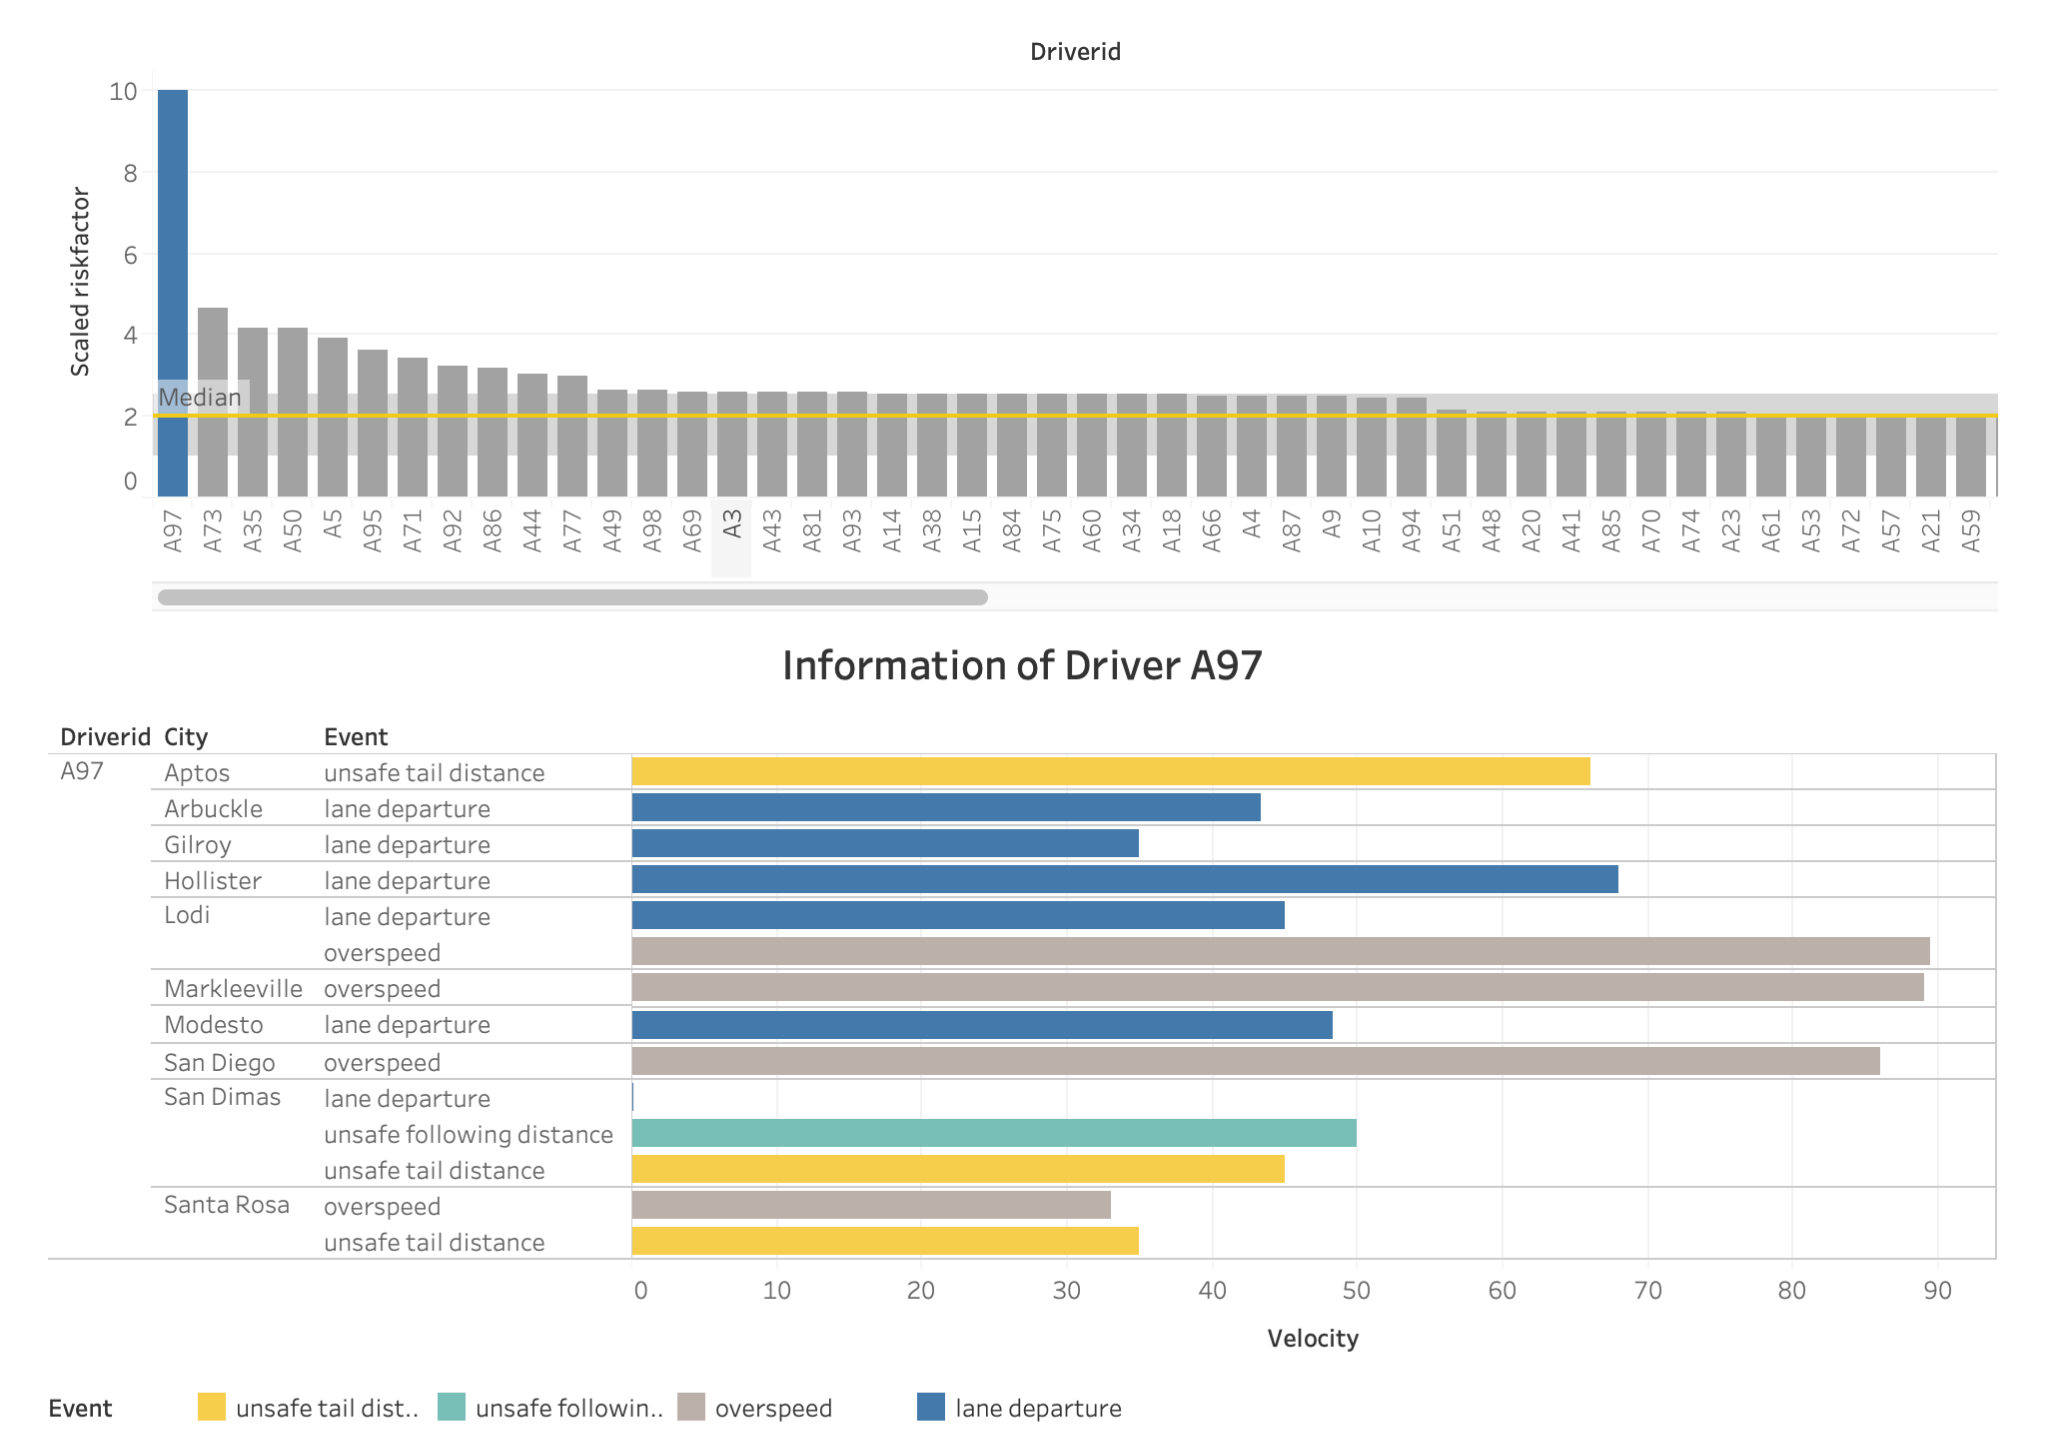 Driverid
10
8
6
4
2
0
Scaled riskfactor
Median
A97 A73 A35 A50 A5 A95 A71 A92 A86 A44 A77 A49 A98 A69 A3 A43 A81 A93 A14 A38 A15 A84 A75 A60 A34 A18 A66 A4 A87 A9 A10 A94 A51 A48 A20 A41 A85 A70 A74 A23 A61 A53 A72 A57 A21 A59
Information of Driver A97
Driverid City Event
A97 Aptos unsafe tail distance
Arbuckle lane departure
Gilroy lane departure
Hollister lane departure
Lodi lane departure
overspeed
Markleeville overspeed
Modesto lane departure
San Diego overspeed
San Dimas lane departure
unsafe following distance
unsafe tail distance
Santa Rosa overspeed
unsafe tail distance
0 10 20 30 40 50 60 70 80 90
Velocity
Event unsafe tail dist.. unsafe followin.. overspeed lane departure